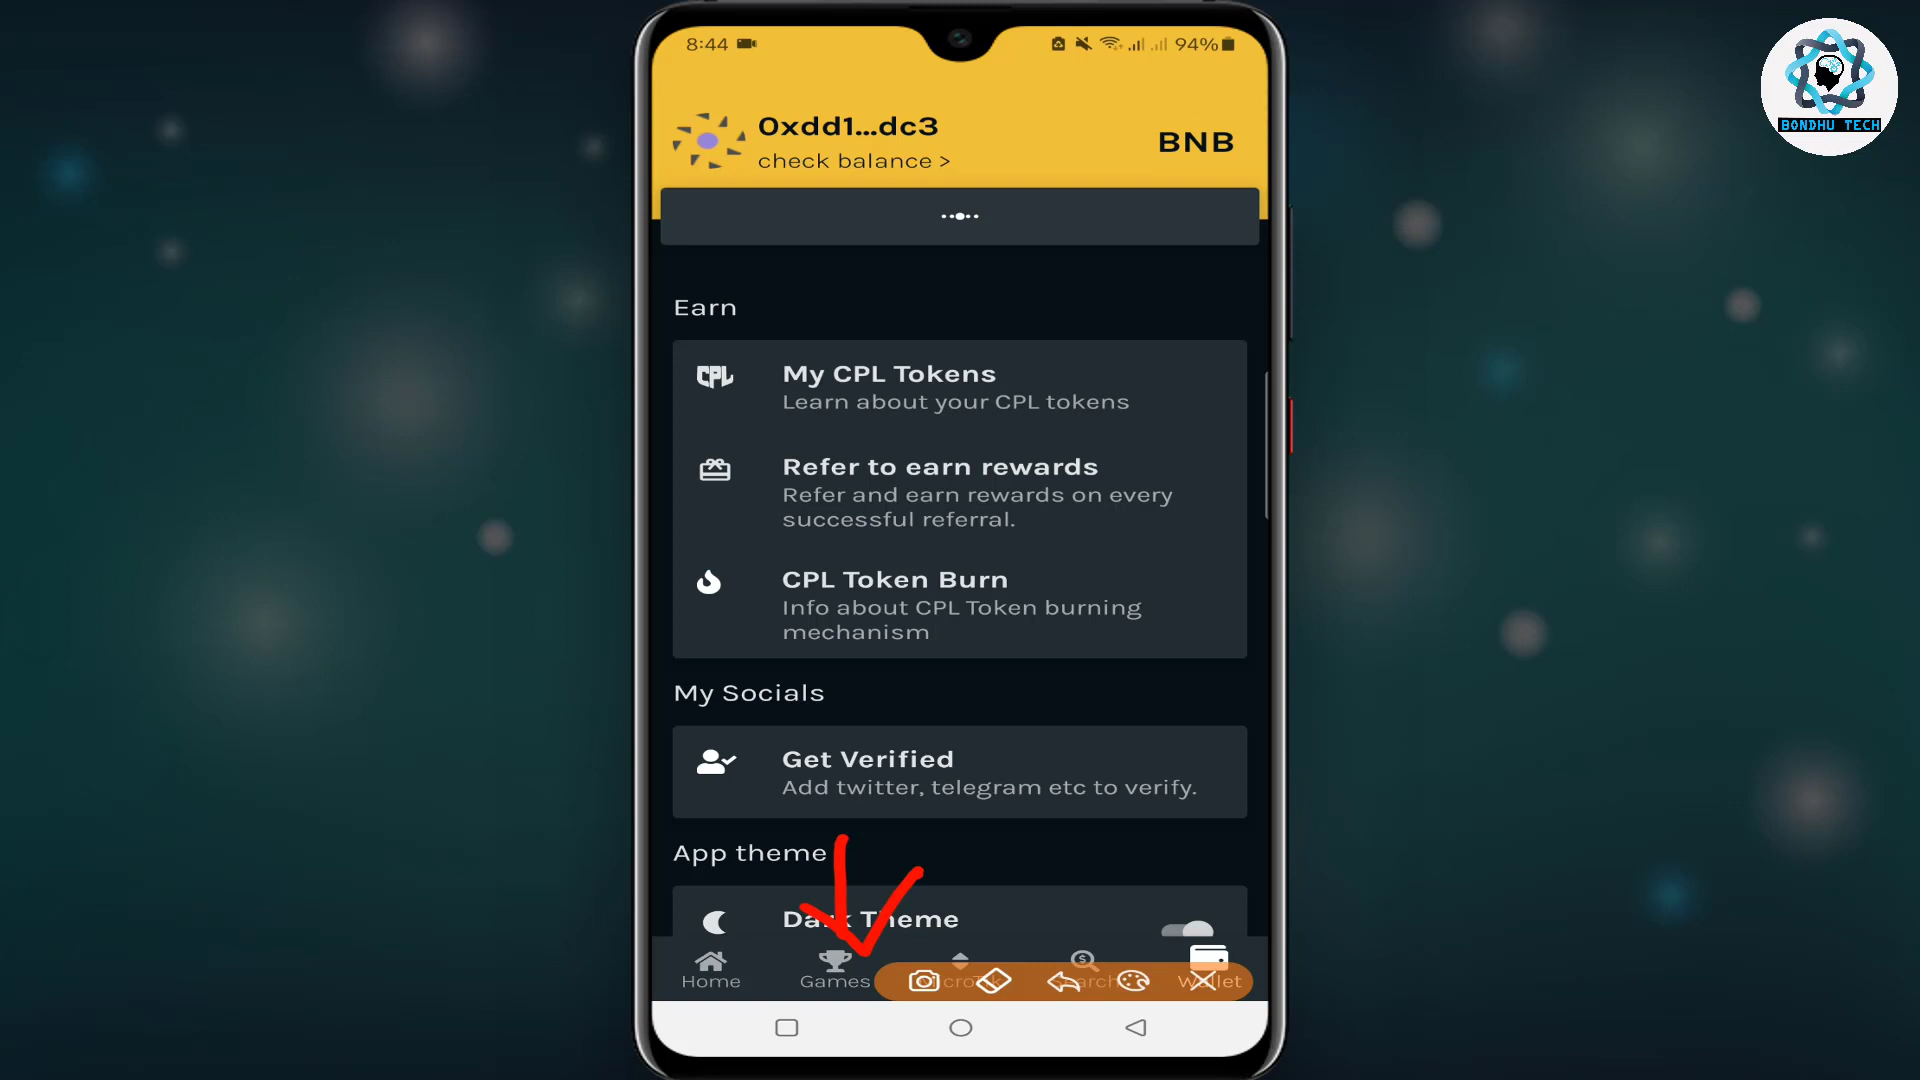 8:44
94%
0xdd1...dc3
check balance >
BNB
BONDHU TECH
Earn
CPL
My CPL Tokens
Learn about your CPL tokens
Refer to earn rewards
Refer and earn rewards on every
successful referral.
CPL Token Burn
Info about CPL Token burning
mechanism
My Socials
Get Verified
Add twitter, telegram etc to verify.
App theme
Dark Theme
Home
Games
Search
Wallet